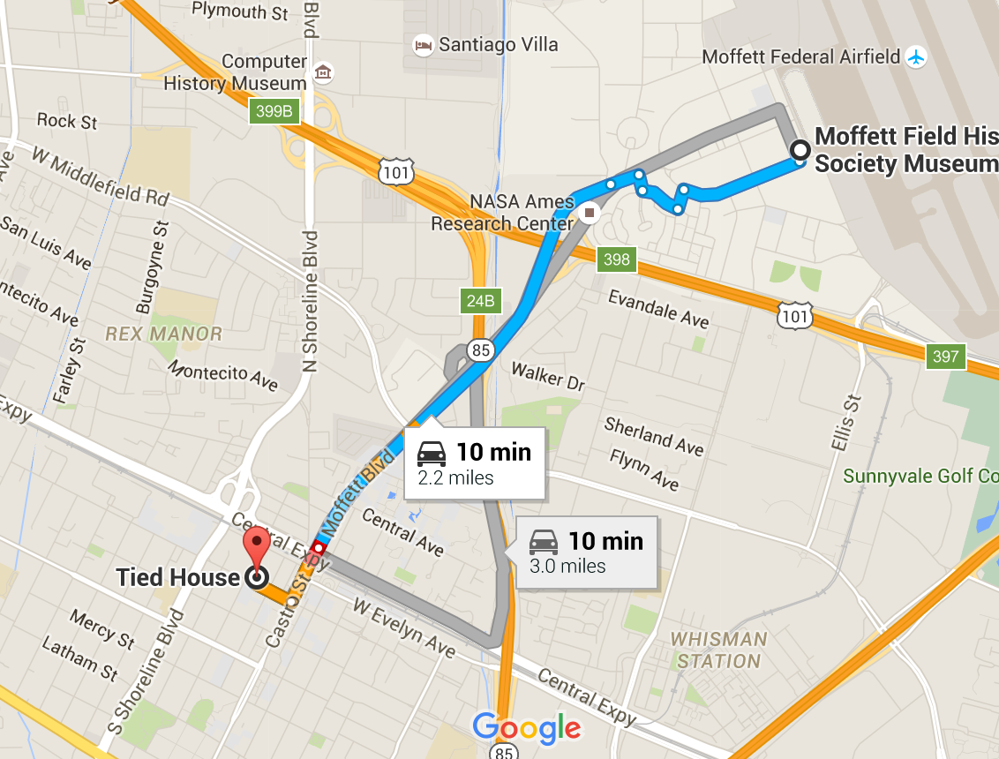 Plymouth St
Blvd
Santiago Villa
Moffett Federal Airfield
Computer
History Museum
399B
Rock St
Ave
W Middlefield Rd
101
Moffett Field His
Society Museum
NASA Ames
Research Center
San Luis Ave
Burgoyne St
N Shoreline Blvd
398
ntecito Ave
24B
Evandale Ave
101
REX MANOR
85
397
Farley St
Montecito Ave
Walker Dr
Expy
Ellis St
Sherland Ave
10 min
2.2 miles
Flynn Ave
Moffett Blvd
Sunnyvale Golf Co
Central Expy
Central Ave
10 min
3.0 miles
Tied House
Castro St
W Evelyn Ave
Mercy St
Latham St
S Shoreline Blvd
WHISMAN
STATION
Central Expy
Google
85